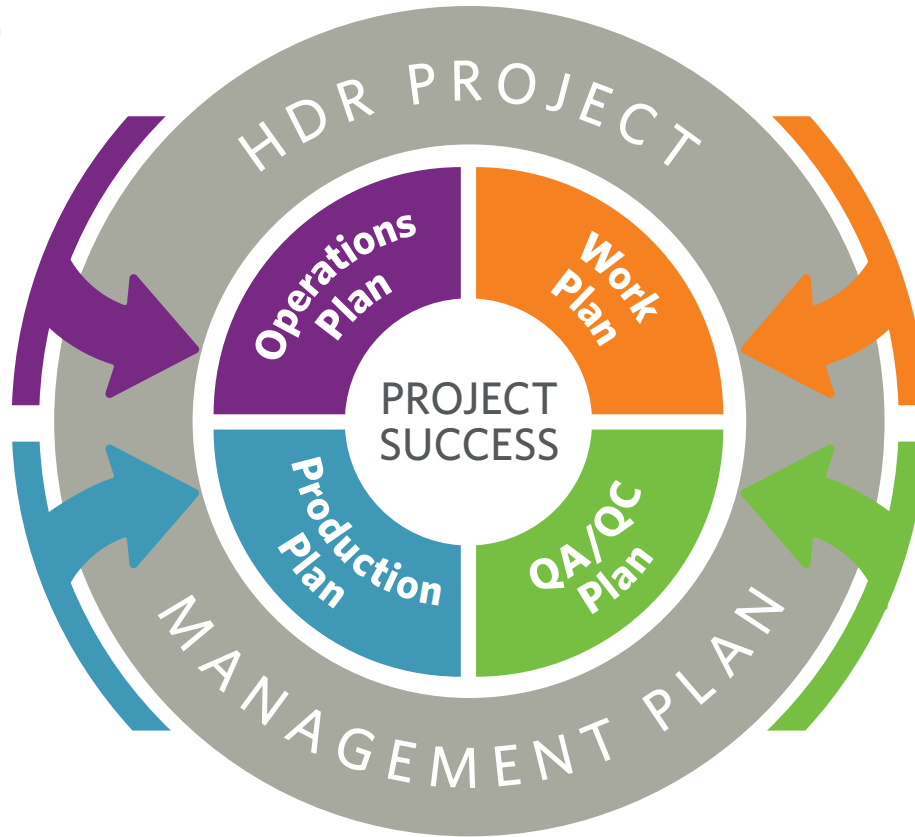 HDR PROJECT
Operations
Plan
Work
Plan
PROJECT
SUCCESS
Production
Plan
QA/QC
Plan
MANAGEMENT PLAN